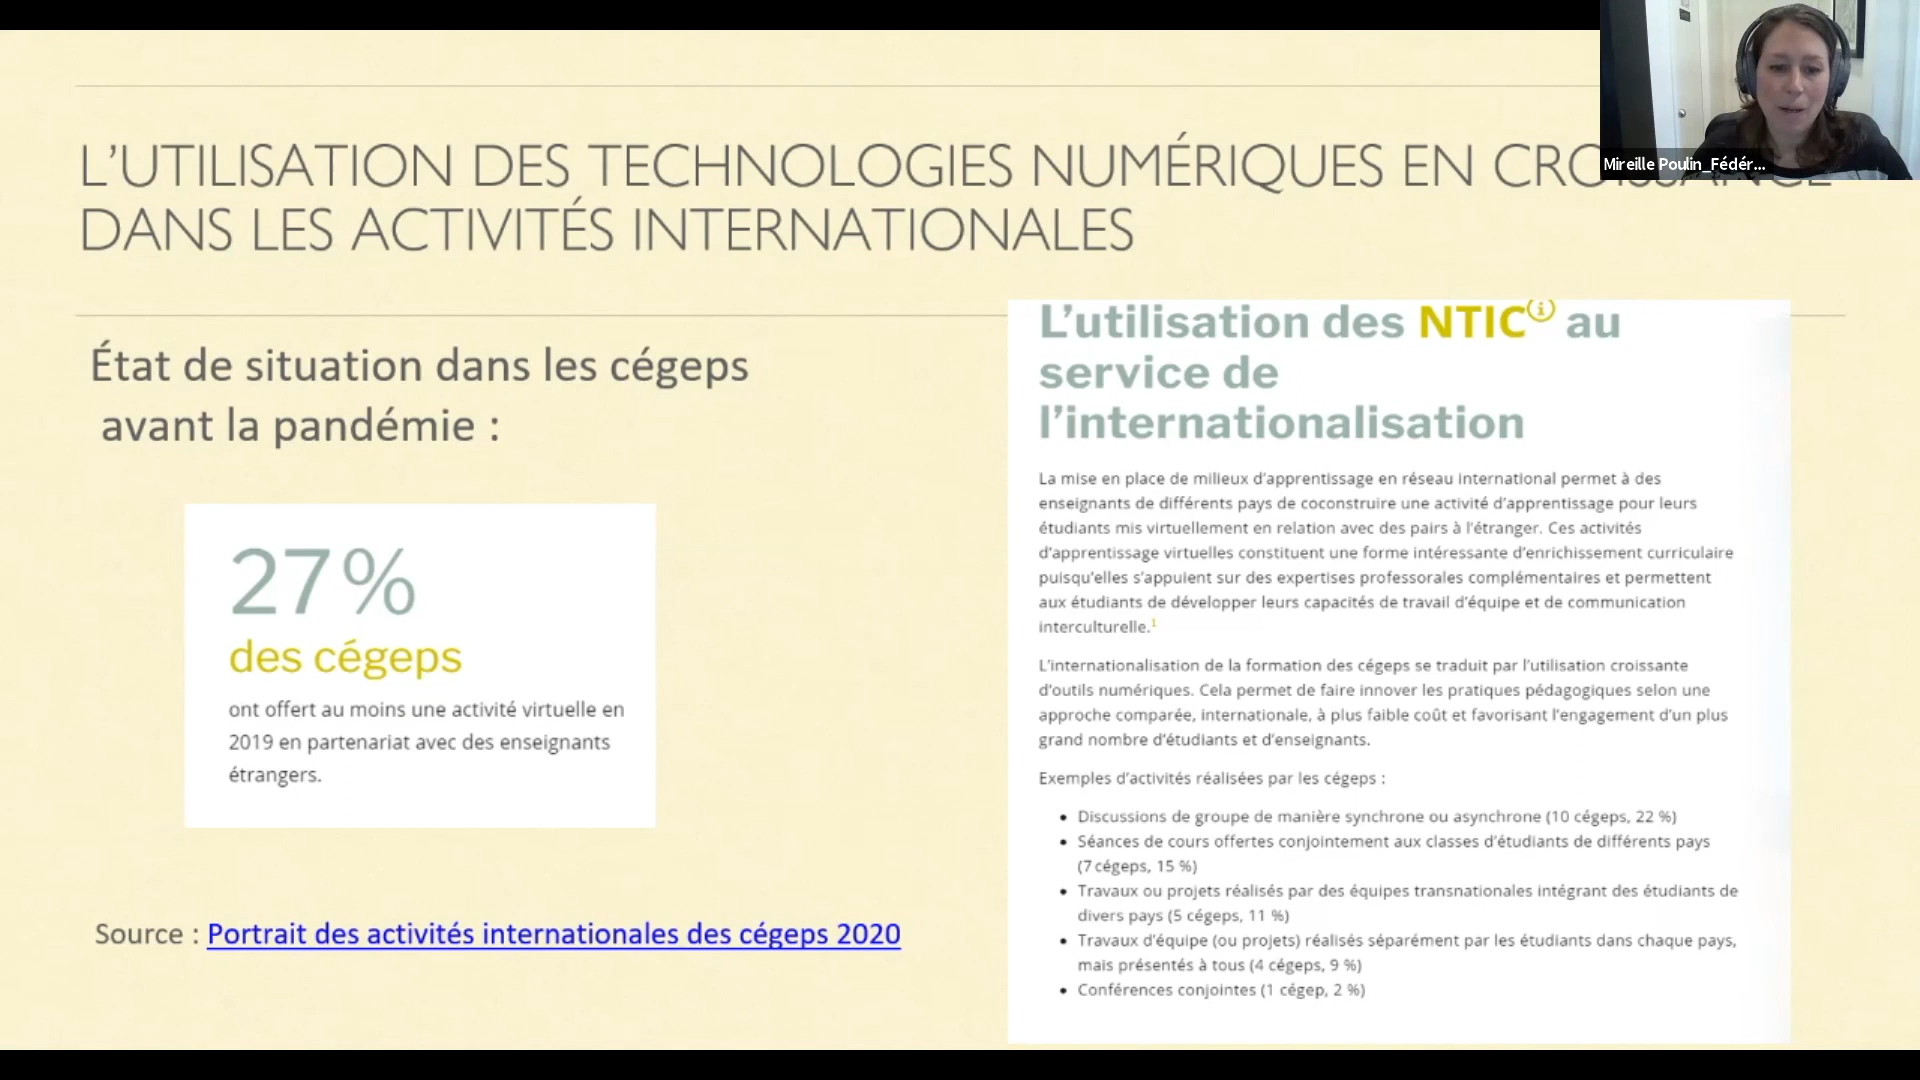 L'UTILISATION DES TECHNOLOGIES NUMÉRIQUES EN CROISSANCE
DANS LES ACTIVITÉS INTERNATIONALES
Mireille Poulin_Fédér...
État de situation dans les cégeps
avant la pandémie :
27 %
des cégeps
ont offert au moins une activité virtuelle en
2019 en partenariat avec des enseignants
étrangers.
Source : Portrait des activités internationales des cégeps 2020
L'utilisation des NTIC au
service de
l'internationalisation
La mise en place de milieux d'apprentissage en réseau international permet à des
enseignants de différents pays de coconstruire une activité d'apprentissage pour leurs
étudiants mis virtuellement en relation avec des pairs à l'étranger. Ces activités
d'apprentissage virtuelles constituent une forme intéressante d'enrichissement curriculaire
puisqu'elles s'appuient sur des expertises professorales complémentaires et permettent
aux étudiants de développer leurs capacités de travail d'équipe et de communication
interculturelle.1
L'internationalisation de la formation des cégeps se traduit par l'utilisation croissante
d'outils numériques. Cela permet de faire innover les pratiques pédagogiques selon une
approche comparée, internationale, à plus faible coût et favorisant l'engagement d'un plus
grand nombre d'étudiants et d'enseignants.
Exemples d'activités réalisées par les cégeps :
• Discussions de groupe de manière synchrone ou asynchrone (10 cégeps, 22 %)
• Séances de cours offertes conjointement aux classes d'étudiants de différents pays
(7 cégeps, 15 %)
• Travaux ou projets réalisés par des équipes transnationales intégrant des étudiants de
divers pays (5 cégeps, 11 %)
• Travaux d'équipe (ou projets) réalisés séparément par les étudiants dans chaque pays,
mais présentés à tous (4 cégeps, 9 %)
• Conférences conjointes (1 cégep, 2 %)